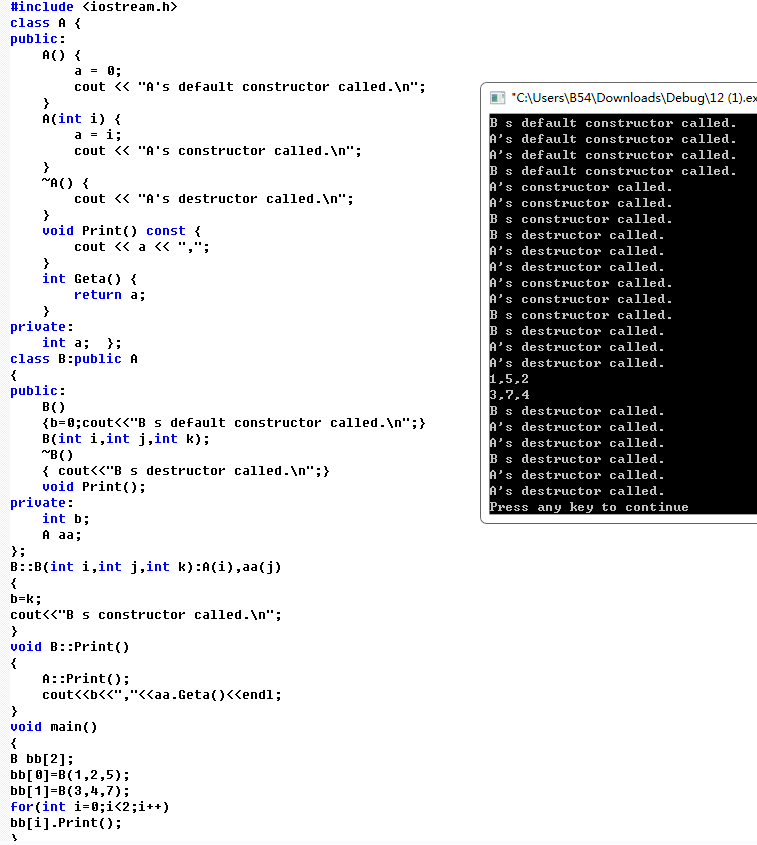 #include <iostream.h>
class A {
public:
    A() {
        a = 0;
        cout << "A's default constructor called.\n";
    }
    A(int i) {
        a = i;
        cout << "A's constructor called.\n";
    }
    ~A() {
        cout << "A's destructor called.\n";
    }
    void Print() const {
        cout << a << ",";
    }
    int Geta() {
        return a;
    }
private:
    int a;  };
class B:public A
{
public:
    B()
    {b=0;cout<<"B s default constructor called.\n";}
    B(int i,int j,int k);
    ~B()
    { cout<<"B s destructor called.\n";}
    void Print();
private:
    int b;
    A aa;
};
B::B(int i,int j,int k):A(i),aa(j)
{
b=k;
cout<<"B s constructor called.\n";
}
void B::Print()
{
    A::Print();
    cout<<b<<","<<aa.Geta()<<endl;
}
void main()
{
B bb[2];
bb[0]=B(1,2,5);
bb[1]=B(3,4,7);
for(int i=0;i<2;i++)
bb[i].Print();
}
"C:\Users\B54\Downloads\Debug\12 (1).ex
B s default constructor called.
A's default constructor called.
A's default constructor called.
B s default constructor called.
A's constructor called.
A's constructor called.
B s constructor called.
B s destructor called.
A's destructor called.
A's destructor called.
A's constructor called.
A's constructor called.
B s constructor called.
B s destructor called.
A's destructor called.
A's destructor called.
1,5,2
3,7,4
B s destructor called.
A's destructor called.
A's destructor called.
B s destructor called.
A's destructor called.
A's destructor called.
Press any key to continue